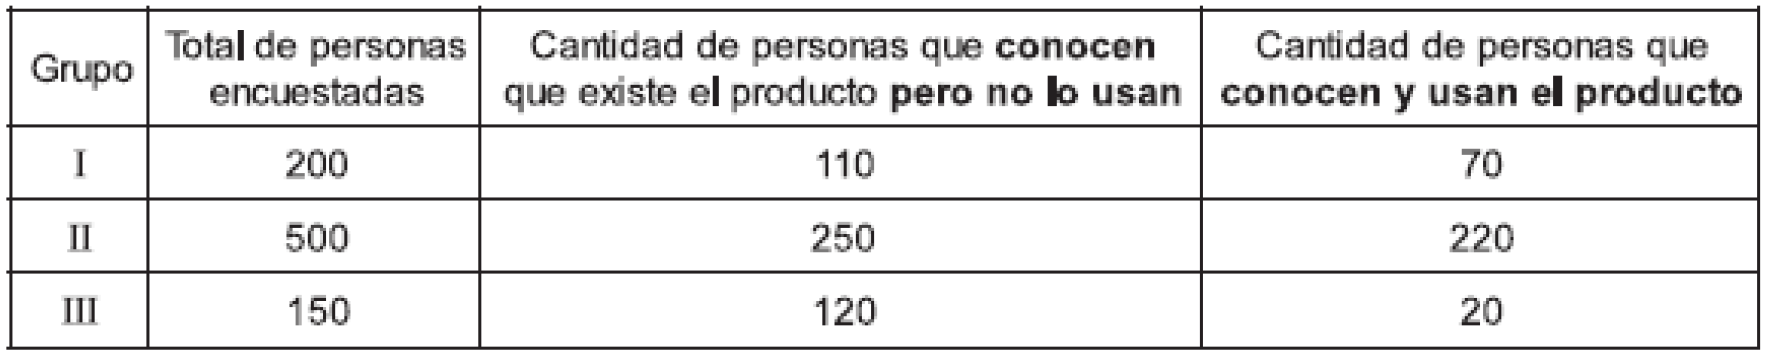 Grupo
Total de personas
encuestadas
Cantidad de personas que conocen
que existe el producto pero no lo usan
Cantidad de personas que
conocen y usan el producto
I 200 110 70
II 500 250 220
III 150 120 20